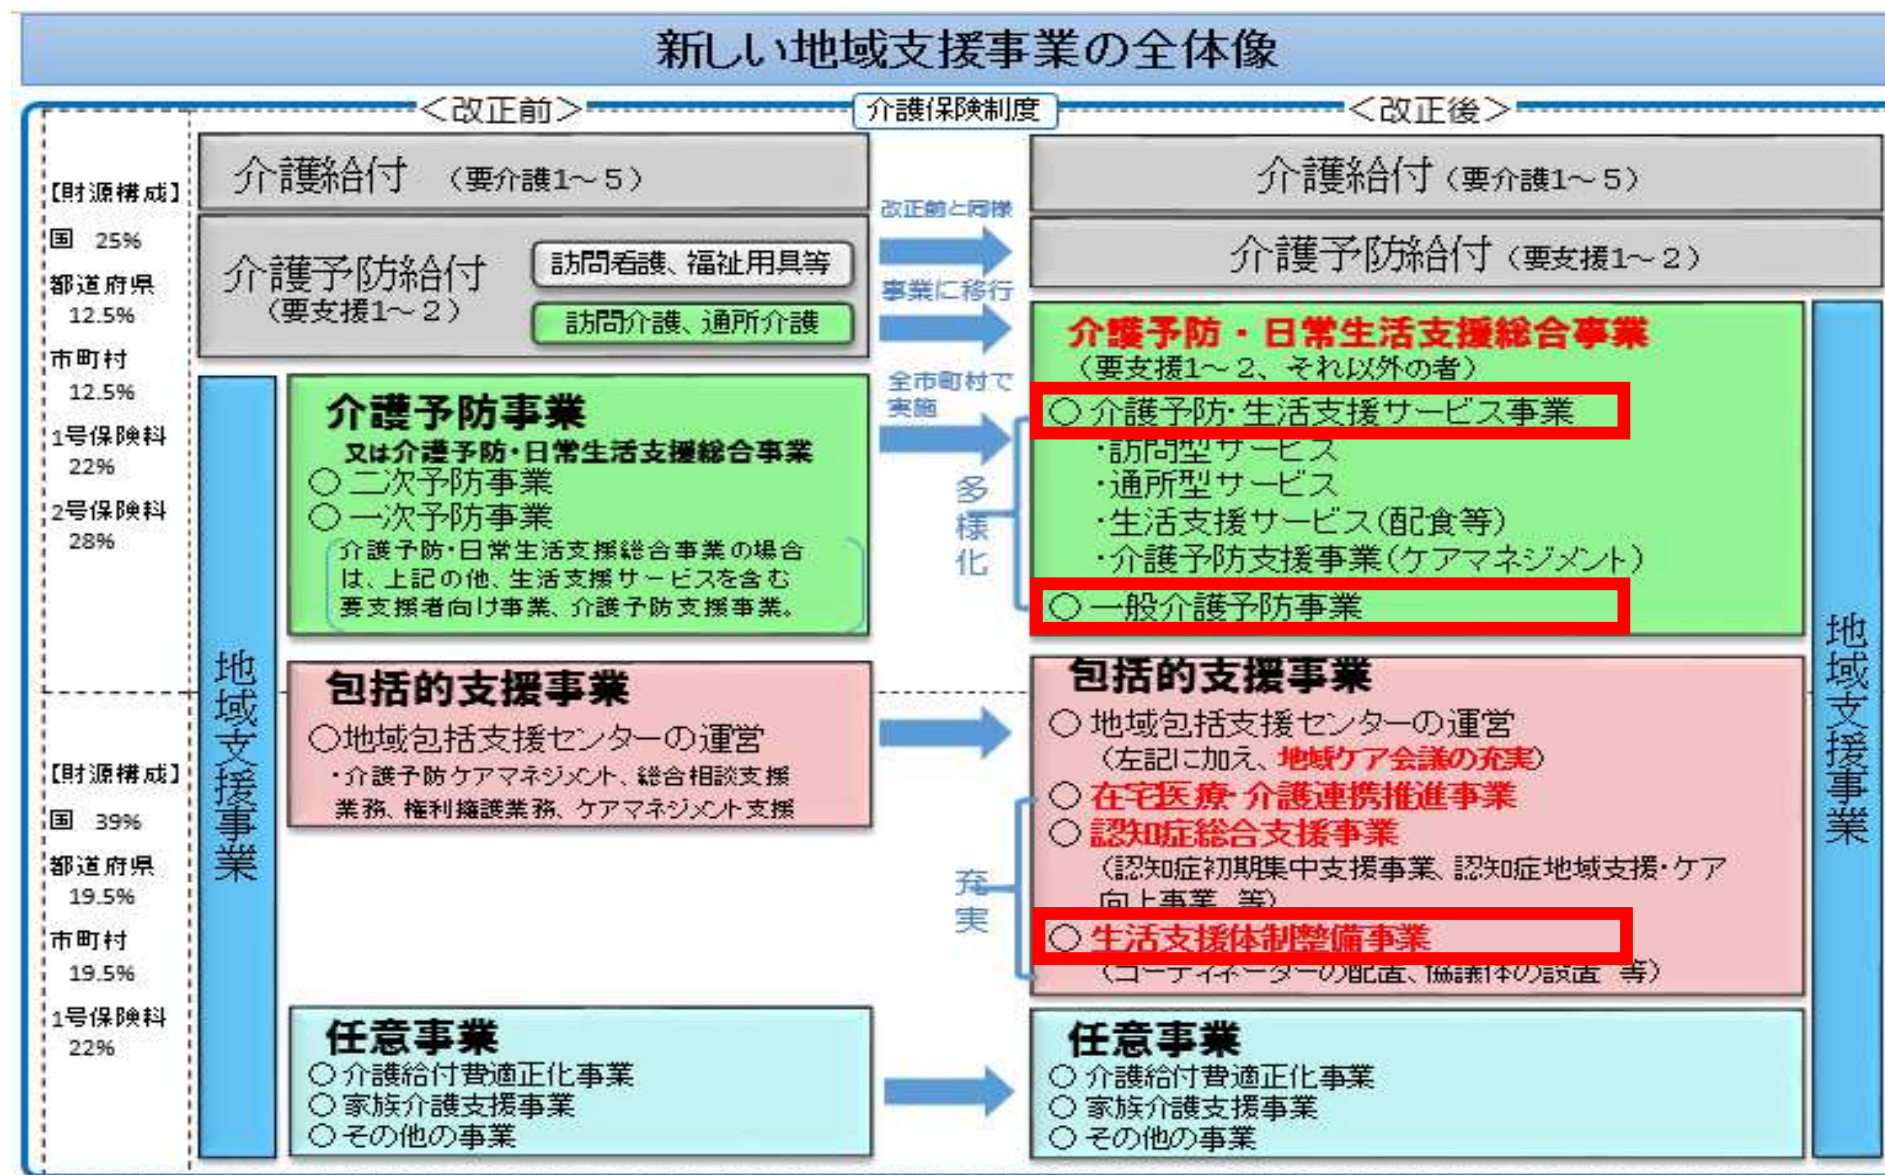 新しい地域支援事業の全体像
<改正前>
介護保険制度
<改正後>
【財源構成】
国 25%
都道府県
12.5%
市町村
12.5%
1号保険料
22%
2号保険料
28%
【財源構成】
国 39%
都道府県
19.5%
市町村
19.5%
1号保険料
22%
介護給付 (要介護1~5)
介護予防給付
(要支援1~2)
訪問看護、福祉用具等
訪問介護、通所介護
地域支援事業
介護予防事業
又は介護予防・日常生活支援総合事業
○ 二次予防事業
○ 一次予防事業
介護予防・日常生活支援総合事業の場合
は、上記の他、生活支援サービスを含む
要支援者向け事業、介護予防支援事業。
包括的支援事業
○地域包括支援センターの運営
・介護予防ケアマネジメント、総合相談支援
業務、権利擁護業務、ケアマネジメント支援
任意事業
○ 介護給付費適正化事業
○ 家族介護支援事業
○ その他の事業
改正前と同様
事業に移行
全市町村で
実施
多様化
充実
介護給付 (要介護1~5)
介護予防給付 (要支援1~2)
介護予防・日常生活支援総合事業
(要支援1~2、それ以外の者)
○ 介護予防・生活支援サービス事業
・訪問型サービス
・通所型サービス
・生活支援サービス(配食等)
・介護予防支援事業(ケアマネジメント)
○ 一般介護予防事業
包括的支援事業
○ 地域包括支援センターの運営
(左記に加え、地域ケア会議の充実)
○ 在宅医療・介護連携推進事業
○ 認知症総合支援事業
(認知症初期集中支援事業、認知症地域支援・ケア
向上事業 等)
○ 生活支援体制整備事業
(コーディネーターの配置、協議体の設置 等)
任意事業
○ 介護給付費適正化事業
○ 家族介護支援事業
○ その他の事業
地域支援事業